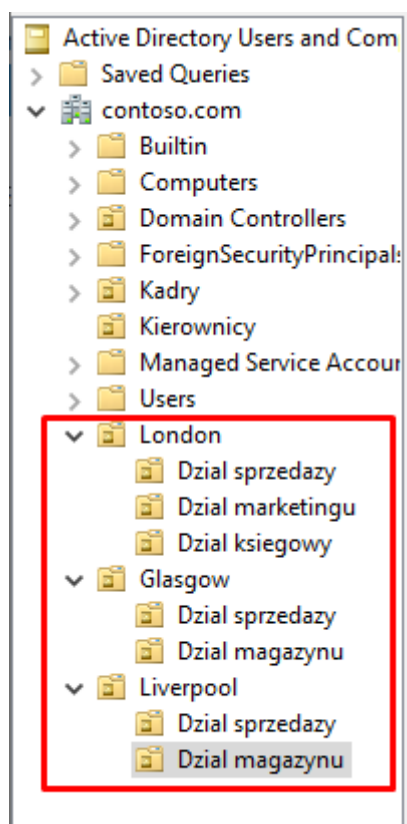 Active Directory Users and Com
Saved Queries
contoso.com
Builtin
Computers
Domain Controllers
ForeignSecurityPrincipals
Kadry
Kierownicy
Managed Service Accour
Users
London
Dzial sprzedazy
Dzial marketingu
Dzial ksiegowy
Glasgow
Dzial sprzedazy
Dzial magazynu
Liverpool
Dzial sprzedazy
Dzial magazynu